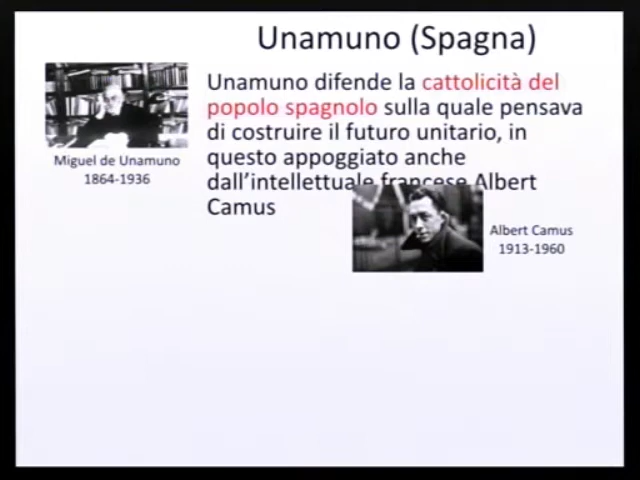 Unamuno (Spagna)
Unamuno difende la cattolicità del
popolo spagnolo sulla quale pensava
di costruire il futuro unitario, in
questo appoggiato anche
dall'intellettuale francese Albert
Camus
Miguel de Unamuno
1864-1936
Albert Camus
1913-1960